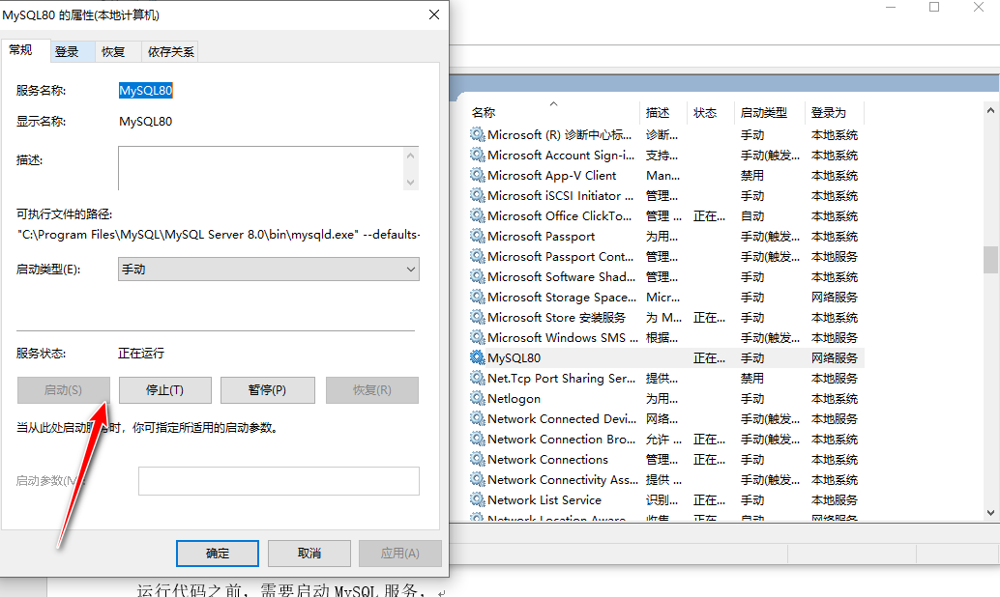 MySQL80 的属性(本地计算机)
常规 登录 恢复 依存关系
服务名称: MySQL80
显示名称: MySQL80
描述:
可执行文件的路径:
"C:\Program Files\MySQL\MySQL Server 8.0\bin\mysqld.exe" --defaults-
启动类型(E): 手动
服务状态: 正在运行
启动(S) 停止(T) 暂停(P) 恢复(R)
当从此处启动服务时，你可指定所适用的启动参数。
启动参数(M):
确定 取消 应用(A)
名称 描述 状态 启动类型 登录为
Microsoft (R) 诊断中心标... 诊断... 手动 本地系统
Microsoft Account Sign-i... 支持... 手动(触发... 本地系统
Microsoft App-V Client Man... 禁用 本地系统
Microsoft iSCSI Initiator ... 管理... 手动 本地系统
Microsoft Office ClickTo... 管理 ... 正在... 自动 本地系统
Microsoft Passport 为用... 手动(触发... 本地系统
Microsoft Passport Cont... 管理... 手动(触发... 本地服务
Microsoft Software Shad... 管理... 手动 本地系统
Microsoft Storage Space... Micr... 手动 网络服务
Microsoft Store 安装服务 为 M... 正在... 手动 本地系统
Microsoft Windows SMS ... 根据... 手动(触发... 本地服务
MySQL80 正在... 手动 网络服务
Net.Tcp Port Sharing Ser... 提供... 禁用 本地服务
Netlogon 为用... 手动 本地系统
Network Connected Devi... 网络... 手动(触发... 本地服务
Network Connection Bro... 允许 ... 正在... 手动(触发... 本地系统
Network Connections 管理... 正在... 手动 本地系统
Network Connectivity Ass... 提供 ... 手动(触发... 本地系统
Network List Service 识别... 正在... 手动 本地服务
Network Location Aware... 收集... 正在... 自动 网络服务
运行代码之前，需要启动 MySQL 服务，